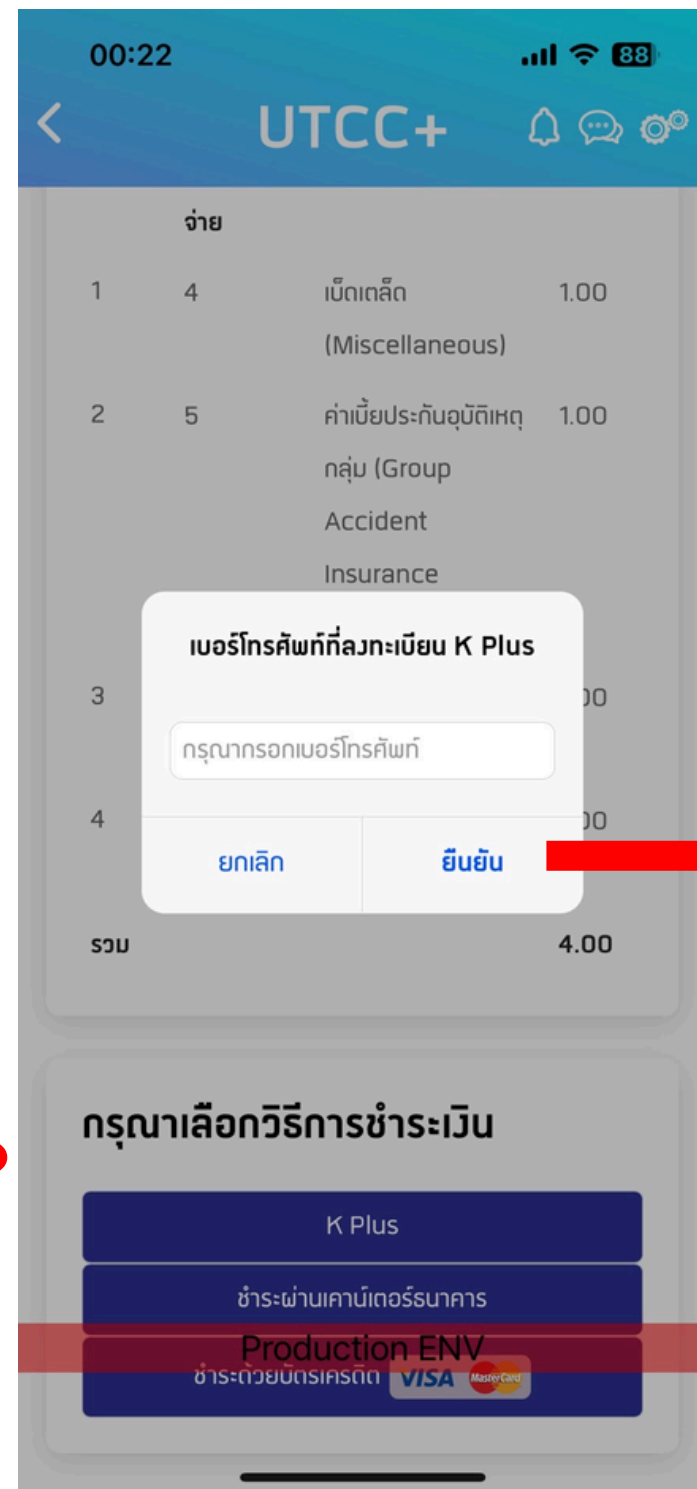 00:22
88
UTCC+
จ่าย
1 4 เบ็ดเตล็ด 1.00
(Miscellaneous)
2 5 ค่าเบี้ยประกันอุบัติเหตุ 1.00
กลุ่ม (Group
Accident
Insurance
เบอร์โทรศัพท์ที่ลงทะเบียน K Plus
3 00
กรุณากรอกเบอร์โทรศัพท์
4 00
ยกเลิก ยืนยัน
รวม 4.00
กรุณาเลือกวิธีการชำระเงิน
K Plus
ชำระผ่านเคาน์เตอร์ธนาคาร
Production ENV
ชำระด้วยบัตรเครดิต VISA MasterCard